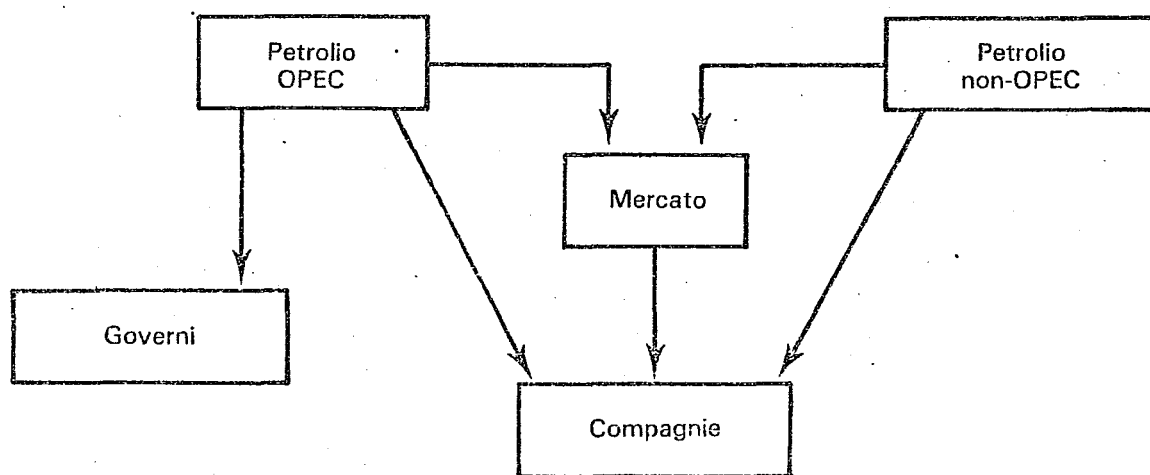 Petrolio
OPEC
Petrolio
non-OPEC
Mercato
Governi
Compagnie